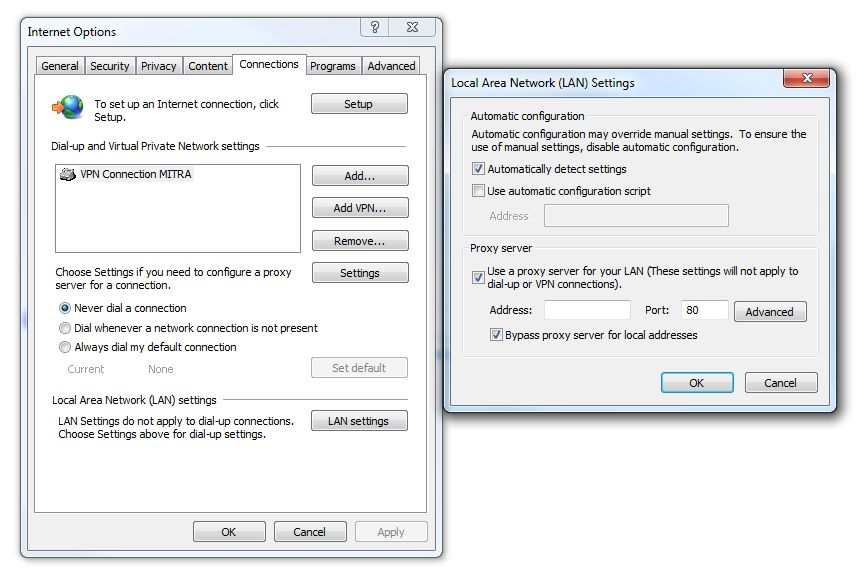 Internet Options
?
General
Security
Privacy
Content
Connections
Programs
Advanced
To set up an Internet connection, click
Setup.
Setup
Dial-up and Virtual Private Network settings
VPN Connection MITRA
Add...
Add VPN...
Remove...
Choose Settings if you need to configure a proxy
server for a connection.
Settings
Never dial a connection
Dial whenever a network connection is not present
Always dial my default connection
Current
None
Set default
Local Area Network (LAN) settings
LAN Settings do not apply to dial-up connections.
Choose Settings above for dial-up settings.
LAN settings
OK
Cancel
Apply
Local Area Network (LAN) Settings
Automatic configuration
Automatic configuration may override manual settings.  To ensure the
use of manual settings, disable automatic configuration.
Automatically detect settings
Use automatic configuration script
Address
Proxy server
Use a proxy server for your LAN (These settings will not apply to
dial-up or VPN connections).
Address:
Port:
80
Advanced
Bypass proxy server for local addresses
OK
Cancel